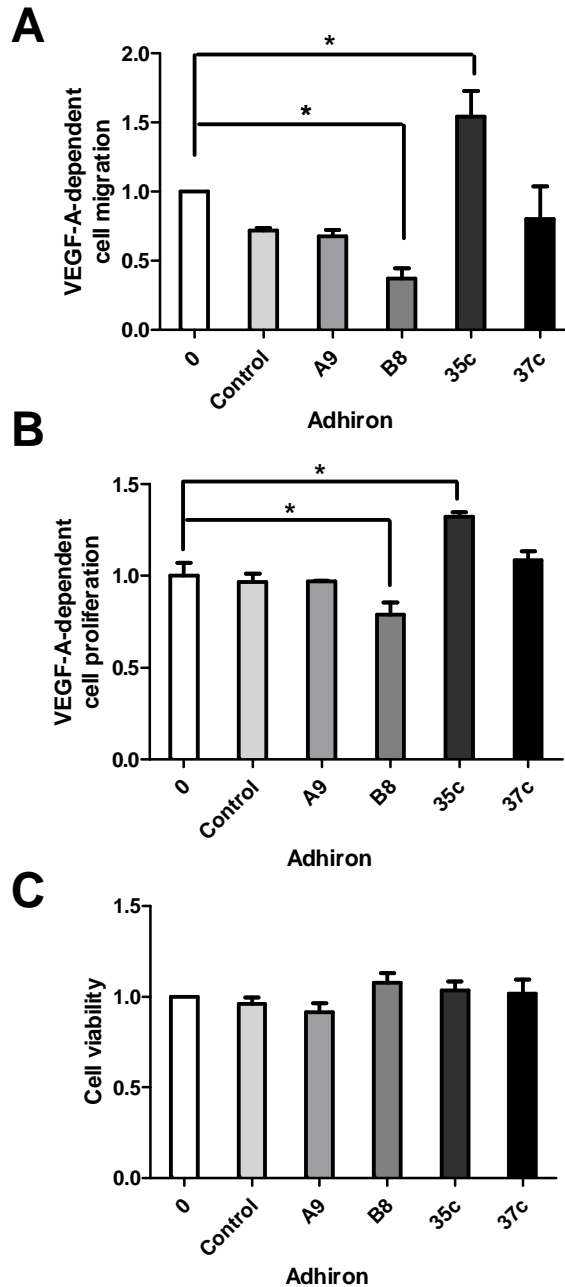 A
VEGF-A-dependent
cell migration
2.0
1.5
1.0
0.5
0.0
*
*
0
Control
A9
B8
35c
37c
Adhiron
B
VEGF-A-dependent
cell proliferation
1.5
1.0
0.5
0.0
*
*
0
Control
A9
B8
35c
37c
Adhiron
C
Cell viability
1.5
1.0
0.5
0.0
0
Control
A9
B8
35c
37c
Adhiron